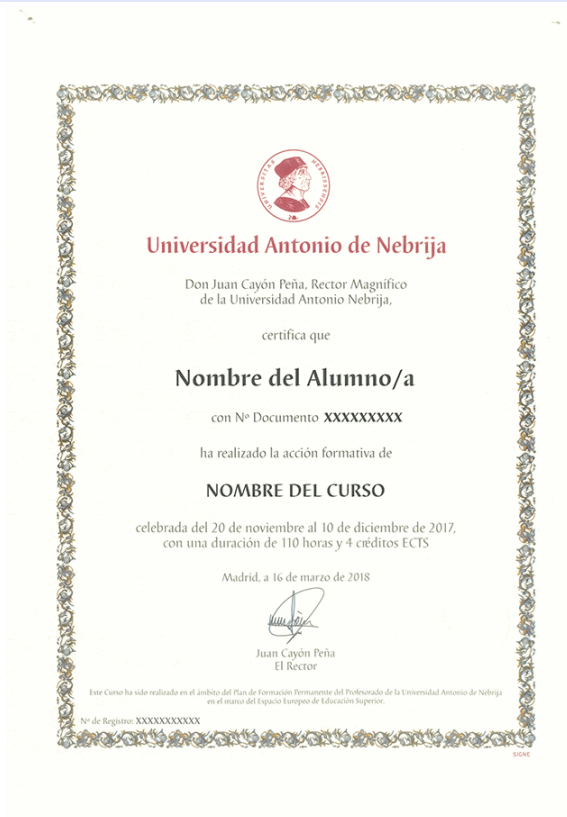 UNIVERSITAS NEBRISSENSIS
Universidad Antonio de Nebrija
Don Juan Cayón Peña, Rector Magnífico
de la Universidad Antonio Nebrija,
certifica que
Nombre del Alumno/a
con Nº Documento XXXXXXXXX
ha realizado la acción formativa de
NOMBRE DEL CURSO
celebrada del 20 de noviembre al 10 de diciembre de 2017,
con una duración de 110 horas y 4 créditos ECTS
Madrid, a 16 de marzo de 2018
Juan Cayón Peña
El Rector
Este Curso ha sido realizado en el ámbito del Plan de Formación Permanente del Profesorado de la Universidad Antonio de Nebrija
en el marco del Espacio Europeo de Educación Superior.
Nº de Registro: XXXXXXXXXXX
SIGNE